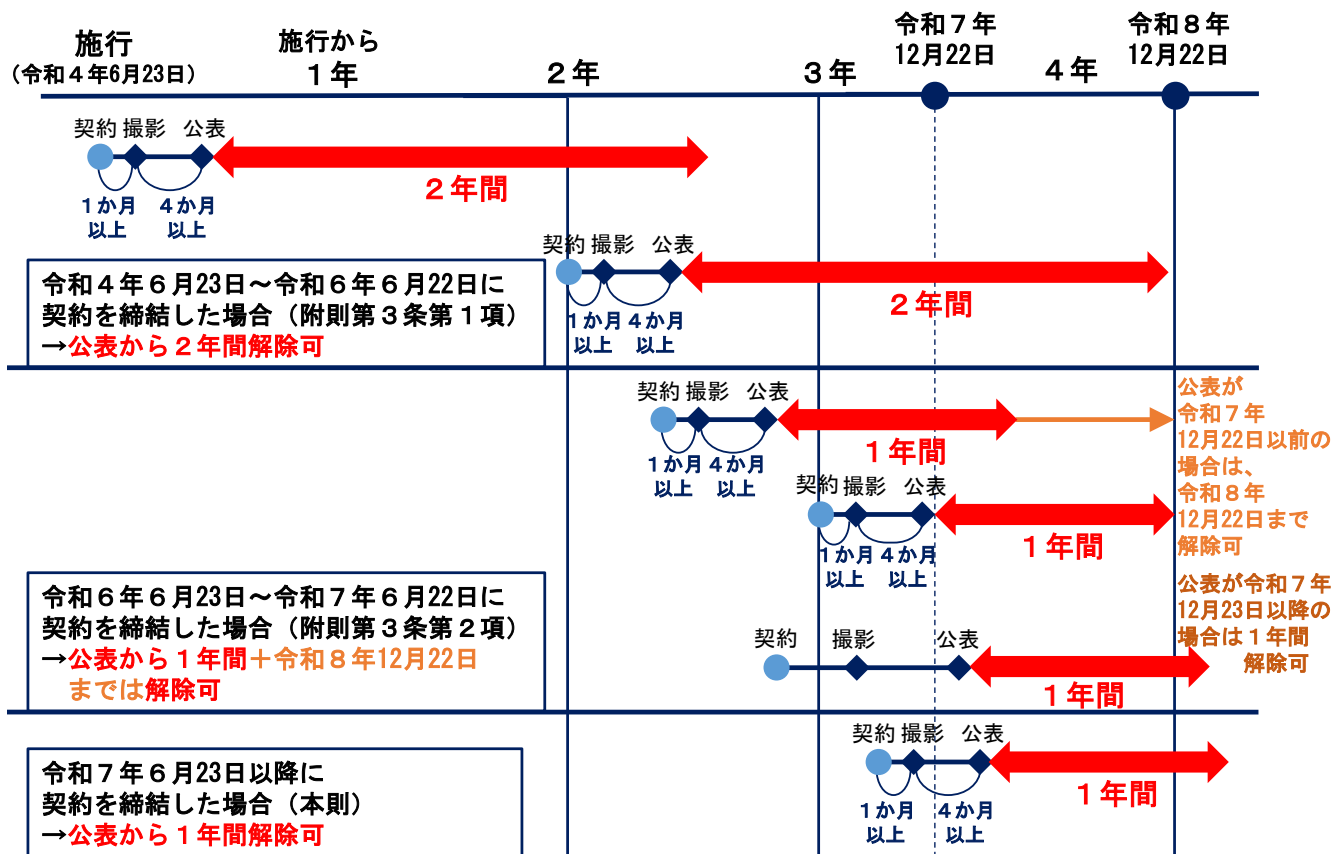 施行
（令和４年6月23日）
施行から
１年
２年
３年
令和７年
12月22日
４年
令和８年
12月22日
契約 撮影 公表
２年間
１か月
以上
４か月
以上
契約 撮影 公表
２年間
１か月
以上
４か月
以上
令和４年６月23日～令和６年６月22日に
契約を締結した場合（附則第３条第１項）
→公表から２年間解除可
契約 撮影 公表
１年間
１か月
以上
４か月
以上
公表が
令和７年
12月22日以前の
場合は、
令和８年
12月22日まで
解除可
契約 撮影 公表
１年間
１か月
以上
４か月
以上
令和６年６月23日～令和７年６月22日に
契約を締結した場合（附則第３条第２項）
→公表から１年間＋令和８年12月22日
までは解除可
公表が令和７年
12月23日以降の
場合は１年間
解除可
契約 撮影 公表
１年間
契約 撮影 公表
１年間
１か月
以上
４か月
以上
令和７年６月23日以降に
契約を締結した場合（本則）
→公表から１年間解除可